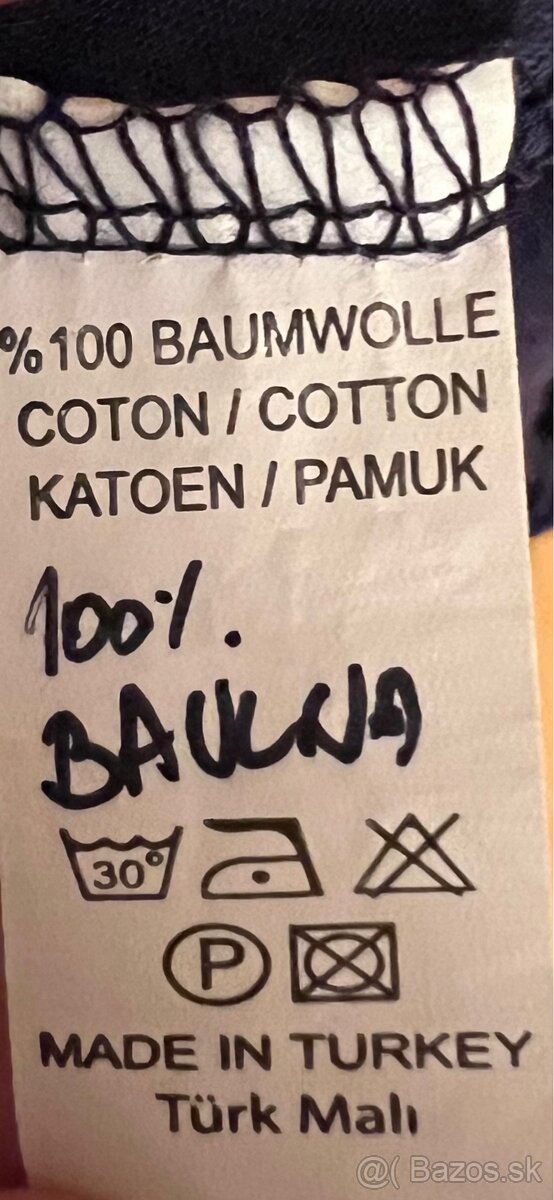 %100 BAUMWOLLE
COTON / COTTON
KATOEN / PAMUK
100%.
BAVLNA
30°
P
MADE IN TURKEY
Türk Malı
@( Bazos.sk